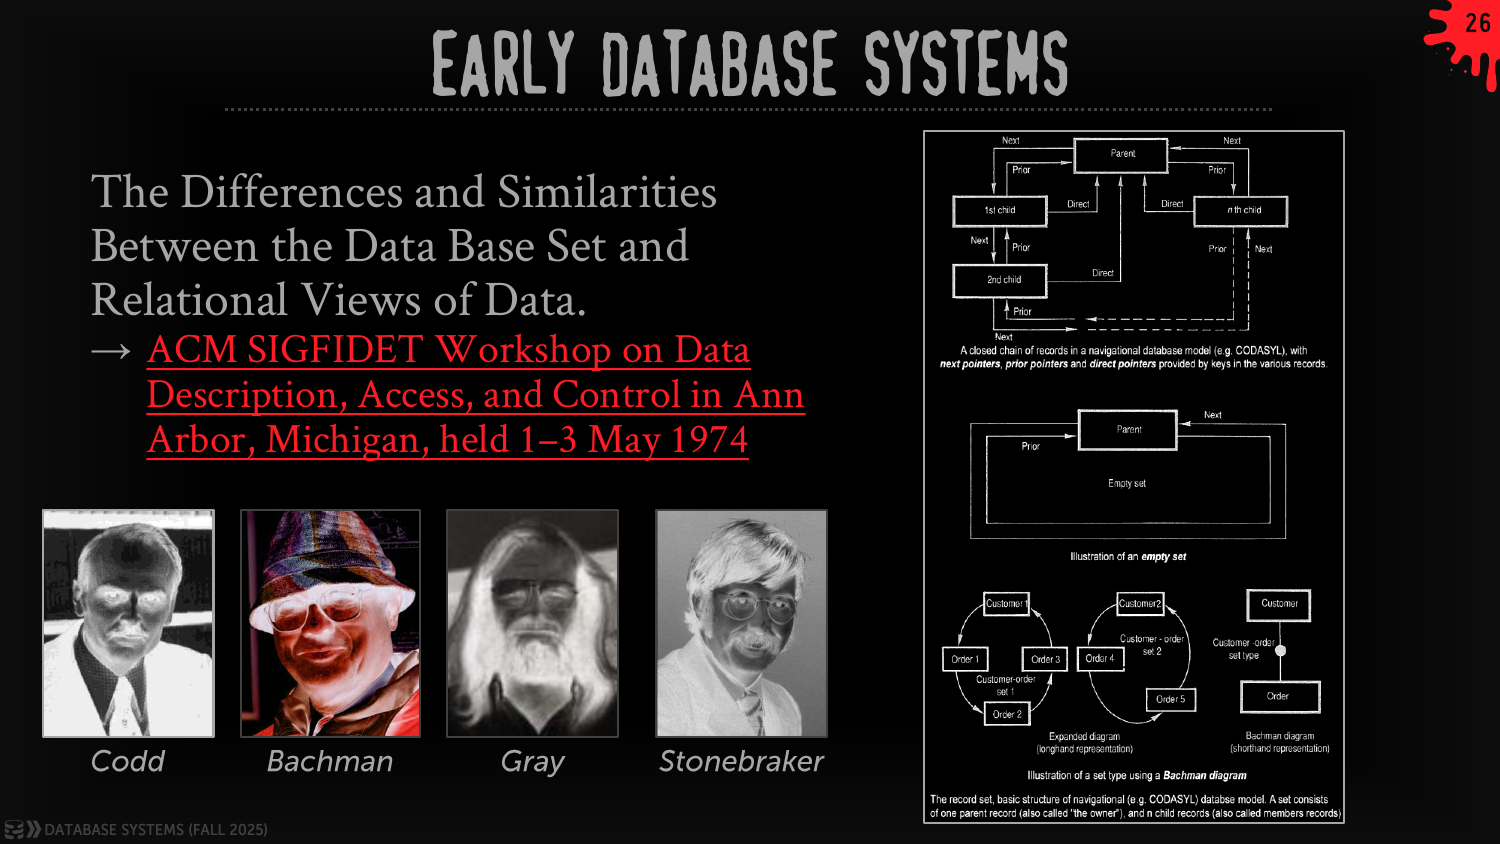 26
EARLY DATABASE SYSTEMS
The Differences and Similarities
Between the Data Base Set and
Relational Views of Data.
→ ACM SIGFIDET Workshop on Data
Description, Access, and Control in Ann
Arbor, Michigan, held 1–3 May 1974
Codd
Bachman
Gray
Stonebraker
Next
Parent
Next
Prior
Prior
1st child
Direct
Direct
nth child
Next
Prior
Prior
Next
2nd child
Direct
Prior
Next
A closed chain of records in a navigational database model (e.g. CODASYL), with
next pointers, prior pointers and direct pointers provided by keys in the various records.
Next
Parent
Prior
Empty set
Illustration of an empty set
Customer1
Customer2
Customer
Customer - order
set 2
Customer -order
set type
Order 1
Order 3
Order 4
Customer-order
set 1
Order 2
Order 5
Order
Expanded diagram
(longhand representation)
Bachman diagram
(shorthand representation)
Illustration of a set type using a Bachman diagram
The record set, basic structure of navigational (e.g. CODASYL) databse model. A set consists
of one parent record (also called "the owner"), and n child records (also called members records)
DATABASE SYSTEMS (FALL 2025)